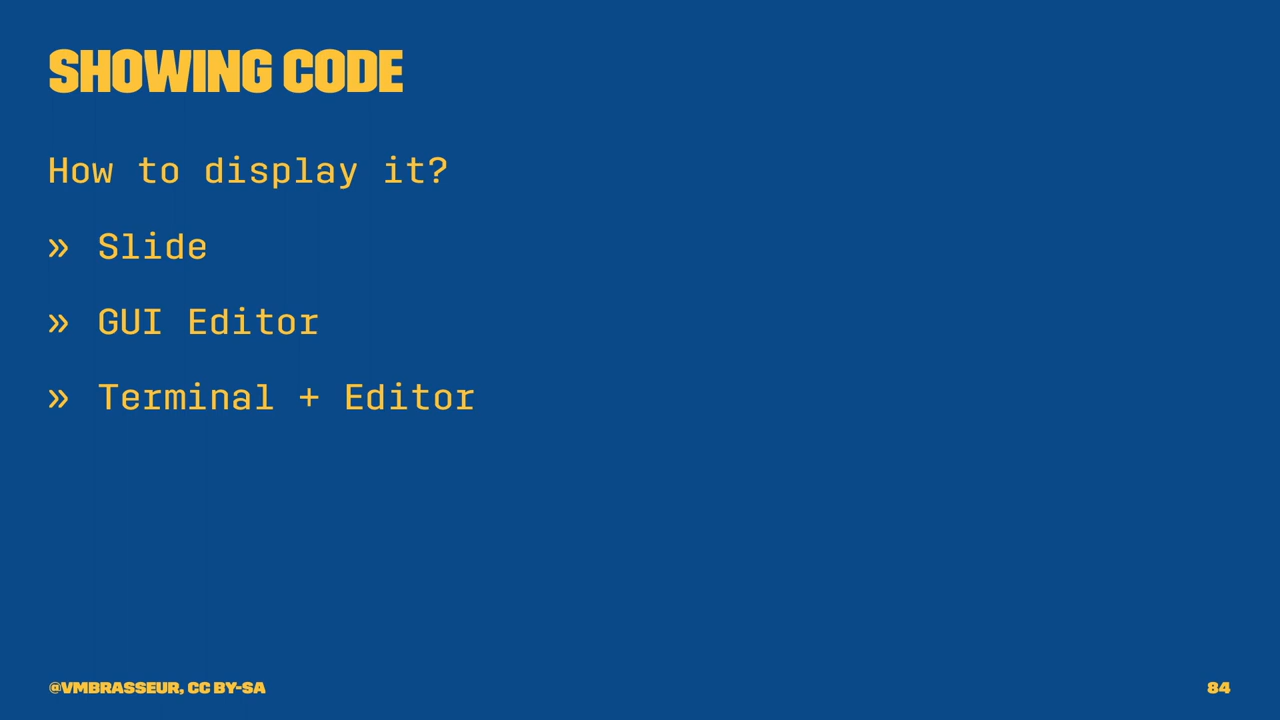 SHOWING CODE
How to display it?
» Slide
» GUI Editor
» Terminal + Editor
@VMBRASSEUR, CC BY-SA
84